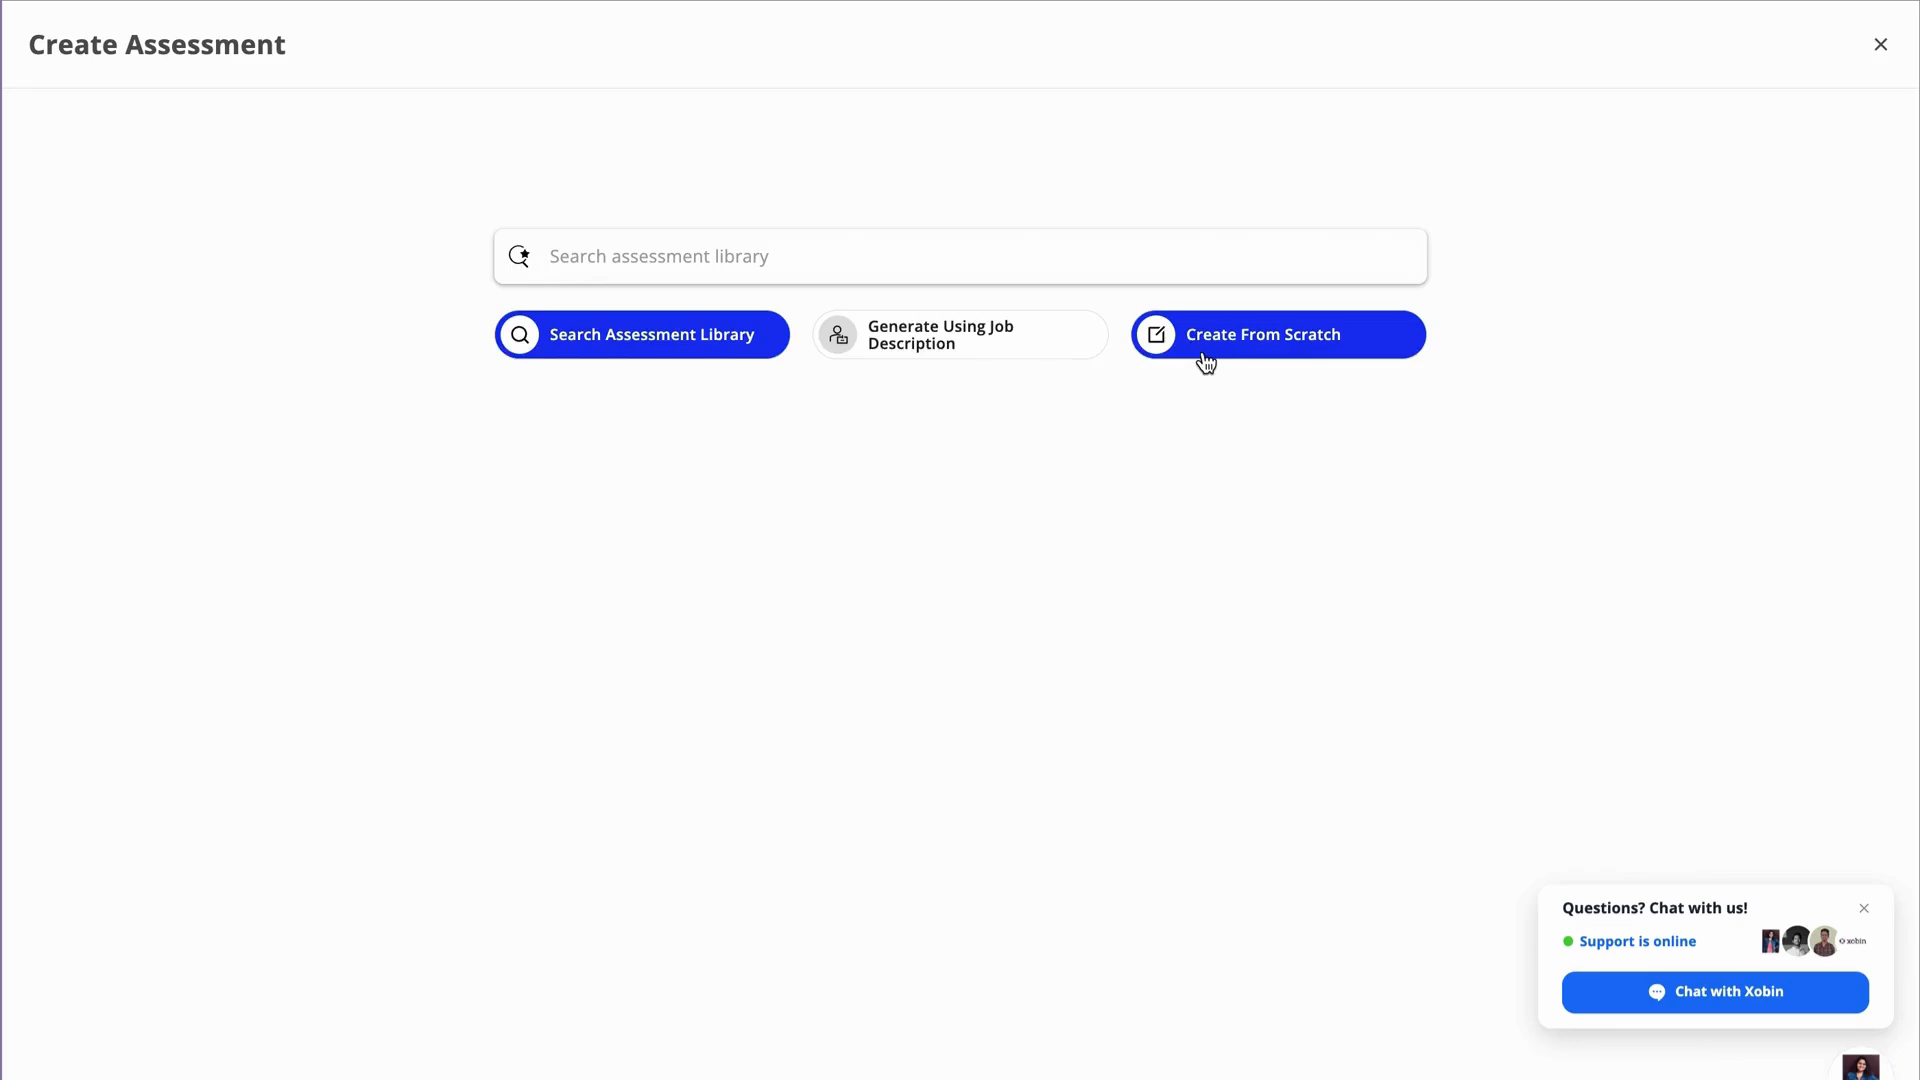 Create Assessment
Search assessment library
Search Assessment Library
Generate Using Job
Description
Create From Scratch
Questions? Chat with us!
Support is online
xobin
Chat with Xobin